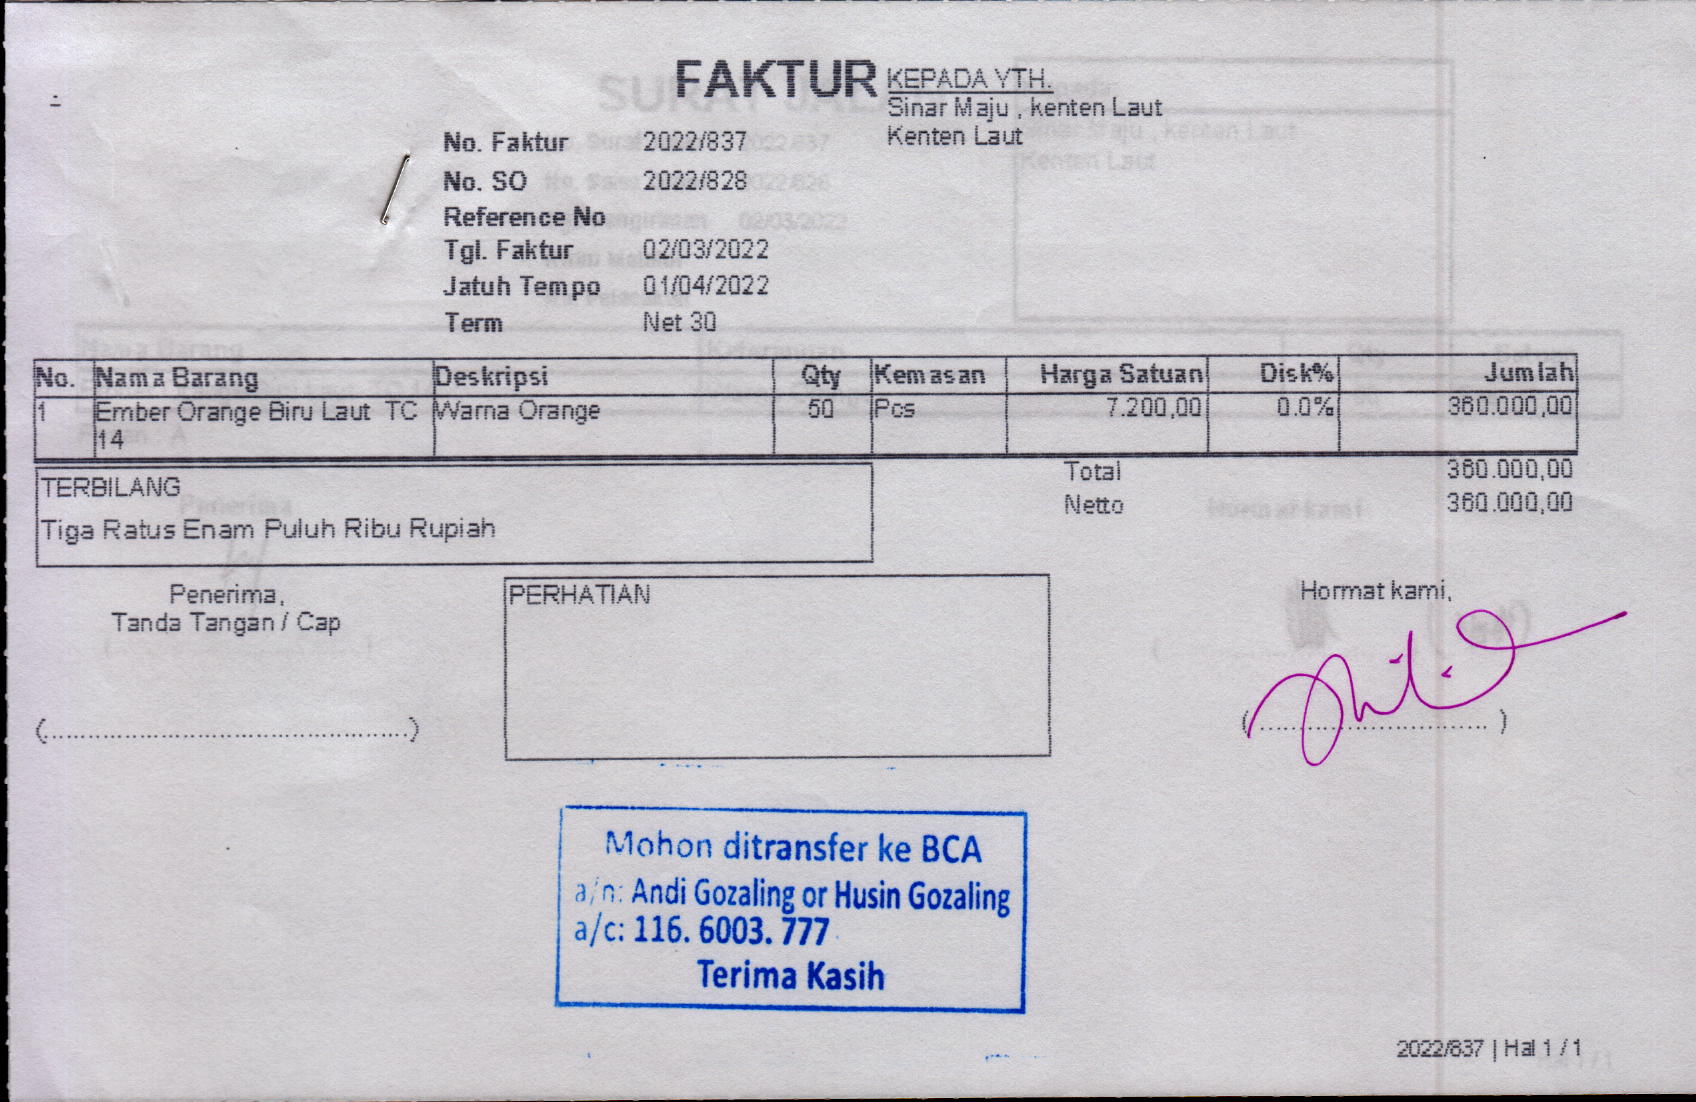 FAKTUR
KEPADA YTH.
Sinar Maju , kenten Laut
Kenten Laut
No. Faktur 2022/837
No. SO 2022/828
Reference No
Tgl. Faktur 02/03/2022
Jatuh Tempo 01/04/2022
Term Net 30
No. Nama Barang Deskripsi Qty Kemasan Harga Satuan Disk% Jumlah
1 Ember Orange Biru Laut TC Warna Orange 50 Pcs 7.200,00 0.0% 360.000,00
14
Total 360.000,00
Netto 360.000,00
TERBILANG
Tiga Ratus Enam Puluh Ribu Rupiah
Penerima,
Tanda Tangan / Cap
PERHATIAN
Hormat kami,
(...............................................)
(..............................)
Mohon ditransfer ke BCA
a/n: Andi Gozaling or Husin Gozaling
a/c: 116. 6003. 777
Terima Kasih
2022/837 | Hal 1 / 1